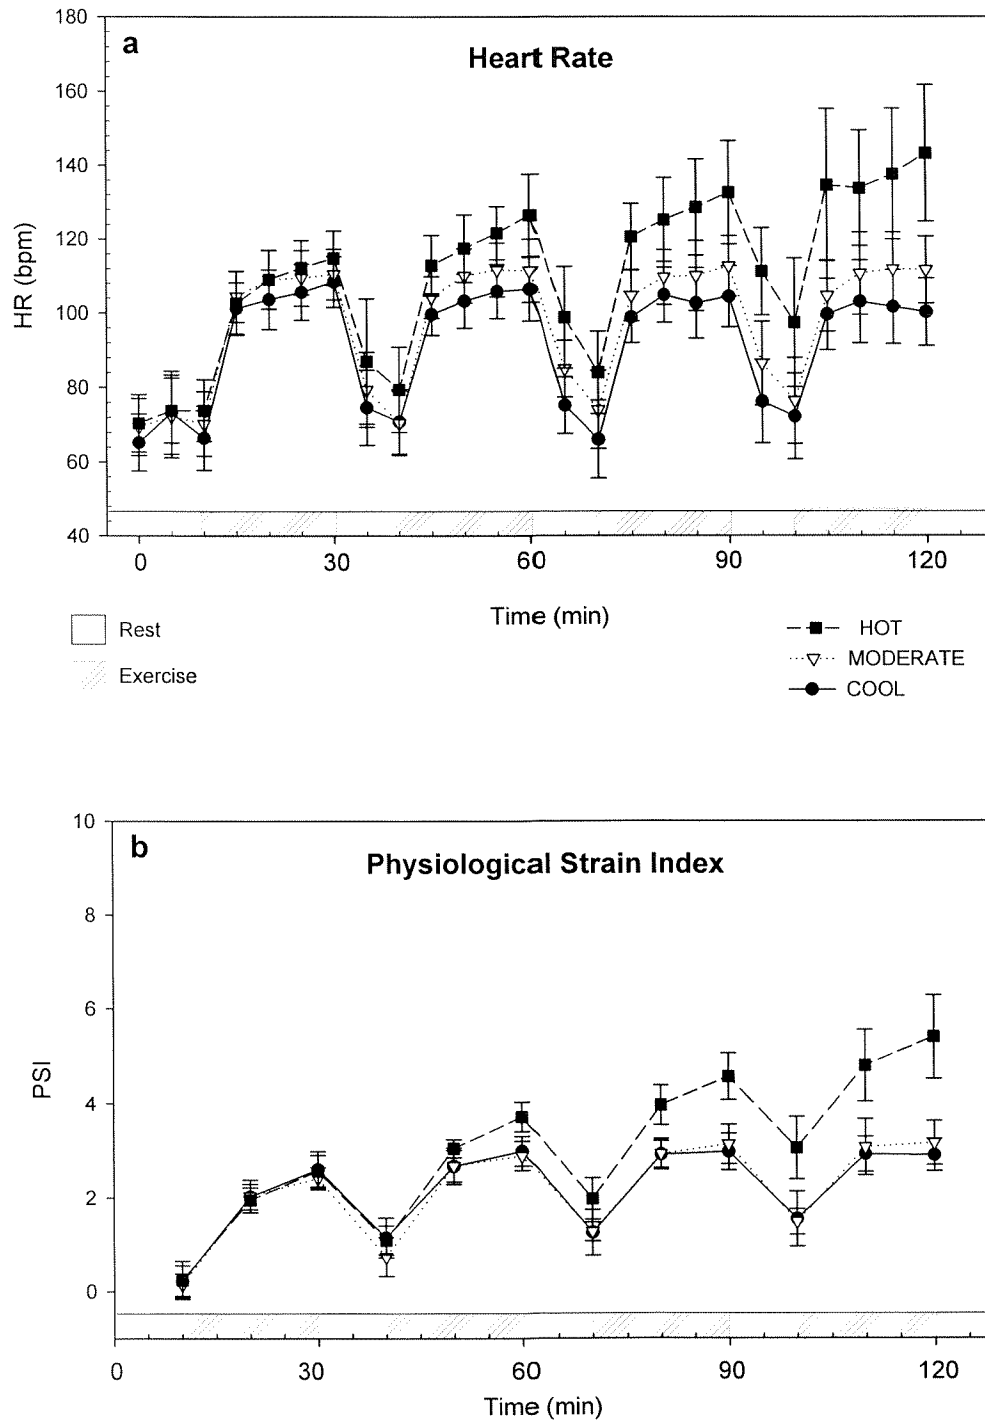 a
Heart Rate
180
160
140
120
100
80
60
40
HR (bpm)
0 30 60 90 120
Time (min)
Rest
Exercise
HOT
MODERATE
COOL
b
Physiological Strain Index
10
8
6
4
2
0
PSI
0 30 60 90 120
Time (min)